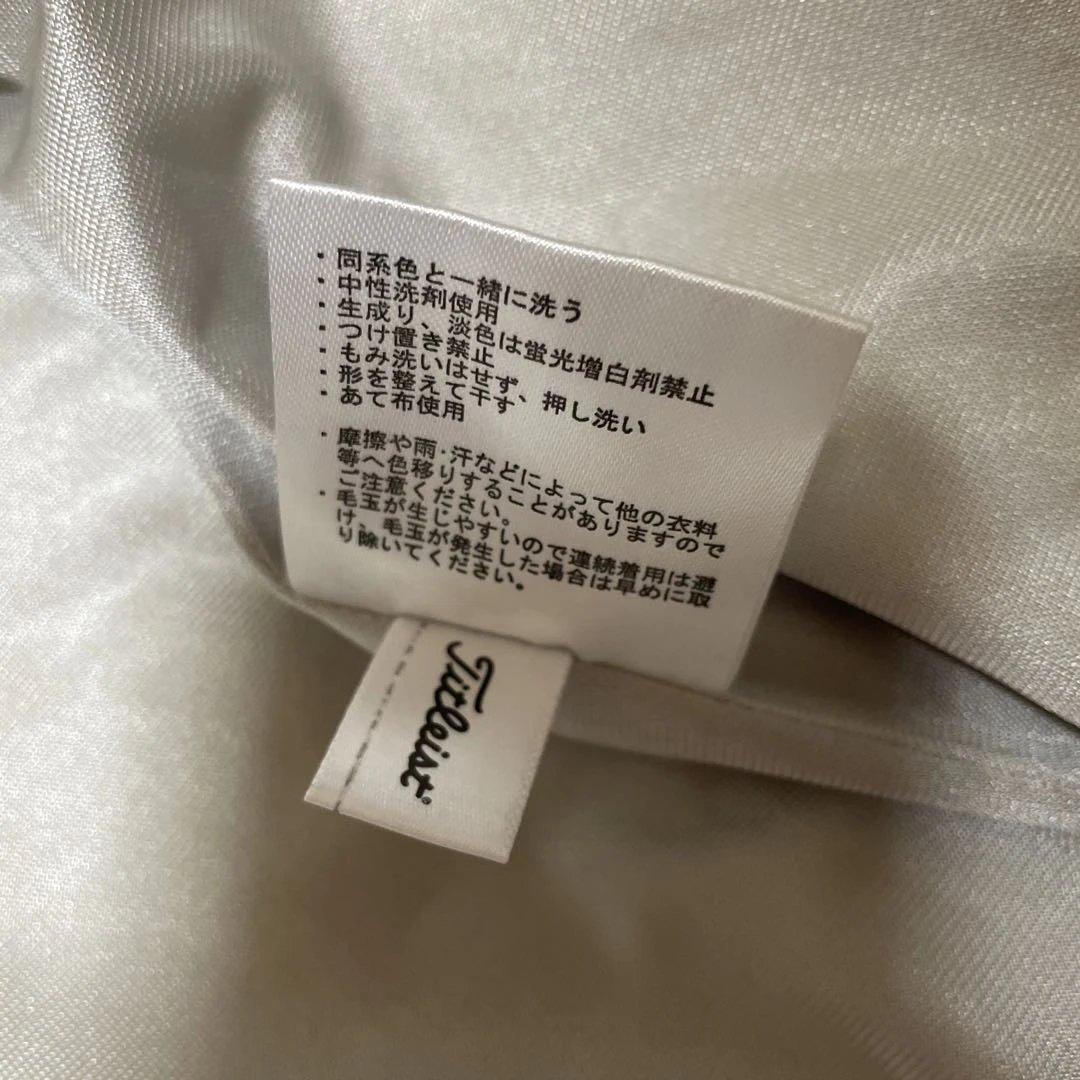 ・同系色と一緒に洗う
・中性洗剤使用
・生成り、淡色は蛍光増白剤禁止
・つけ置き禁止
・もみ洗いはせず、押し洗い
・形を整えて干す
・あて布使用
・摩擦や雨・汗などによって他の衣料
等へ色移りすることがありますので
ご注意ください。
・毛玉が生じやすいので連続着用は避
け、毛玉が発生した場合は早めに取
り除いてください。
Titleist®